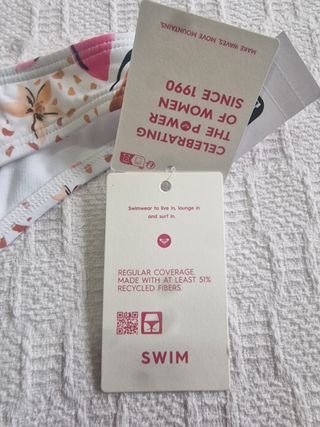 MAKE WAVES, MOVE MOUNTAINS.
CELEBRATING
THE POWER
OF WOMEN
SINCE 1990
Swimwear to live in, lounge in
and surf in.
REGULAR COVERAGE.
MADE WITH AT LEAST 51%
RECYCLED FIBERS.
SWIM